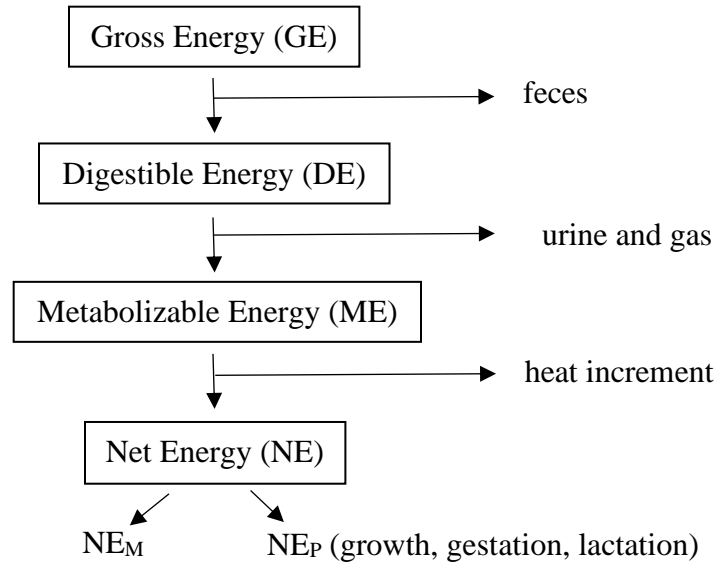 Gross Energy (GE)
feces
Digestible Energy (DE)
urine and gas
Metabolizable Energy (ME)
heat increment
Net Energy (NE)
NEM NEP (growth, gestation, lactation)